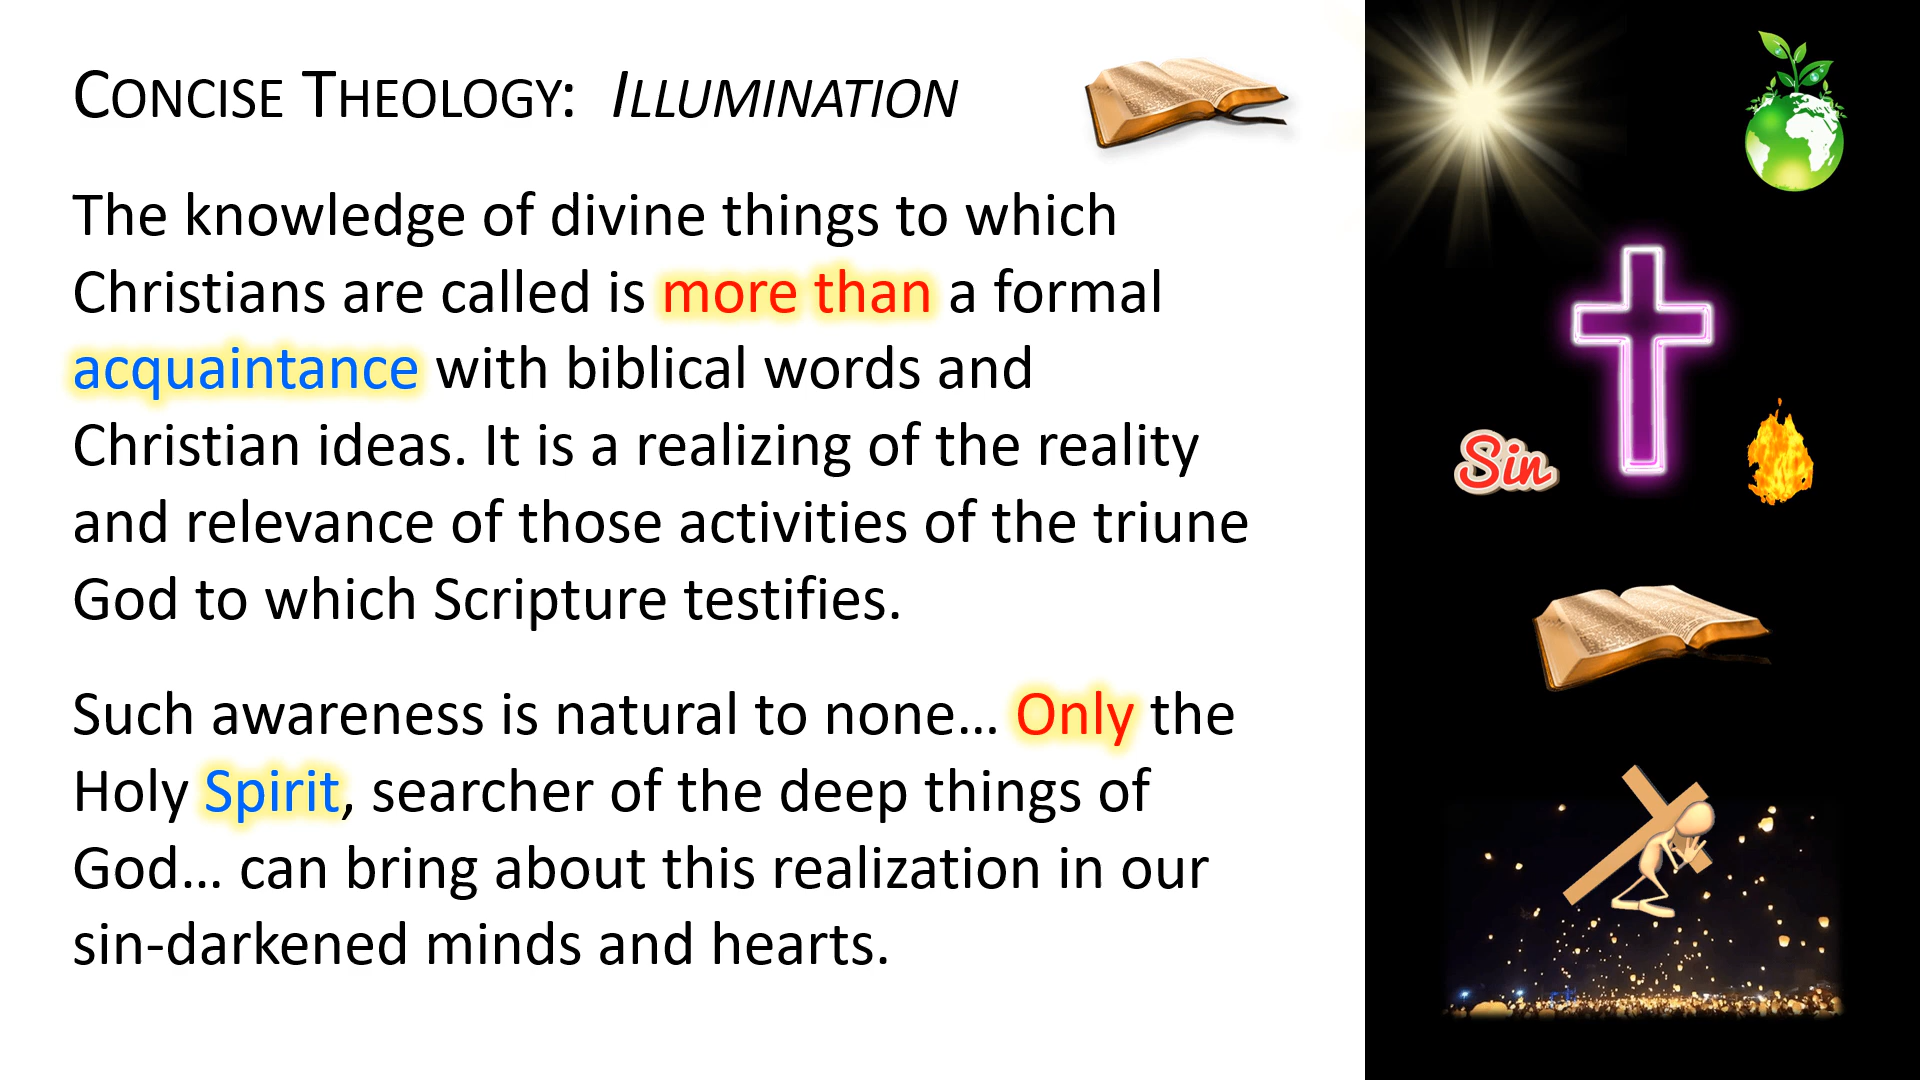 CONCISE THEOLOGY: ILLUMINATION
The knowledge of divine things to which
Christians are called is more than a formal
acquaintance with biblical words and
Christian ideas. It is a realizing of the reality
and relevance of those activities of the triune
God to which Scripture testifies.
Such awareness is natural to none… Only the
Holy Spirit, searcher of the deep things of
God… can bring about this realization in our
sin-darkened minds and hearts.
Sin